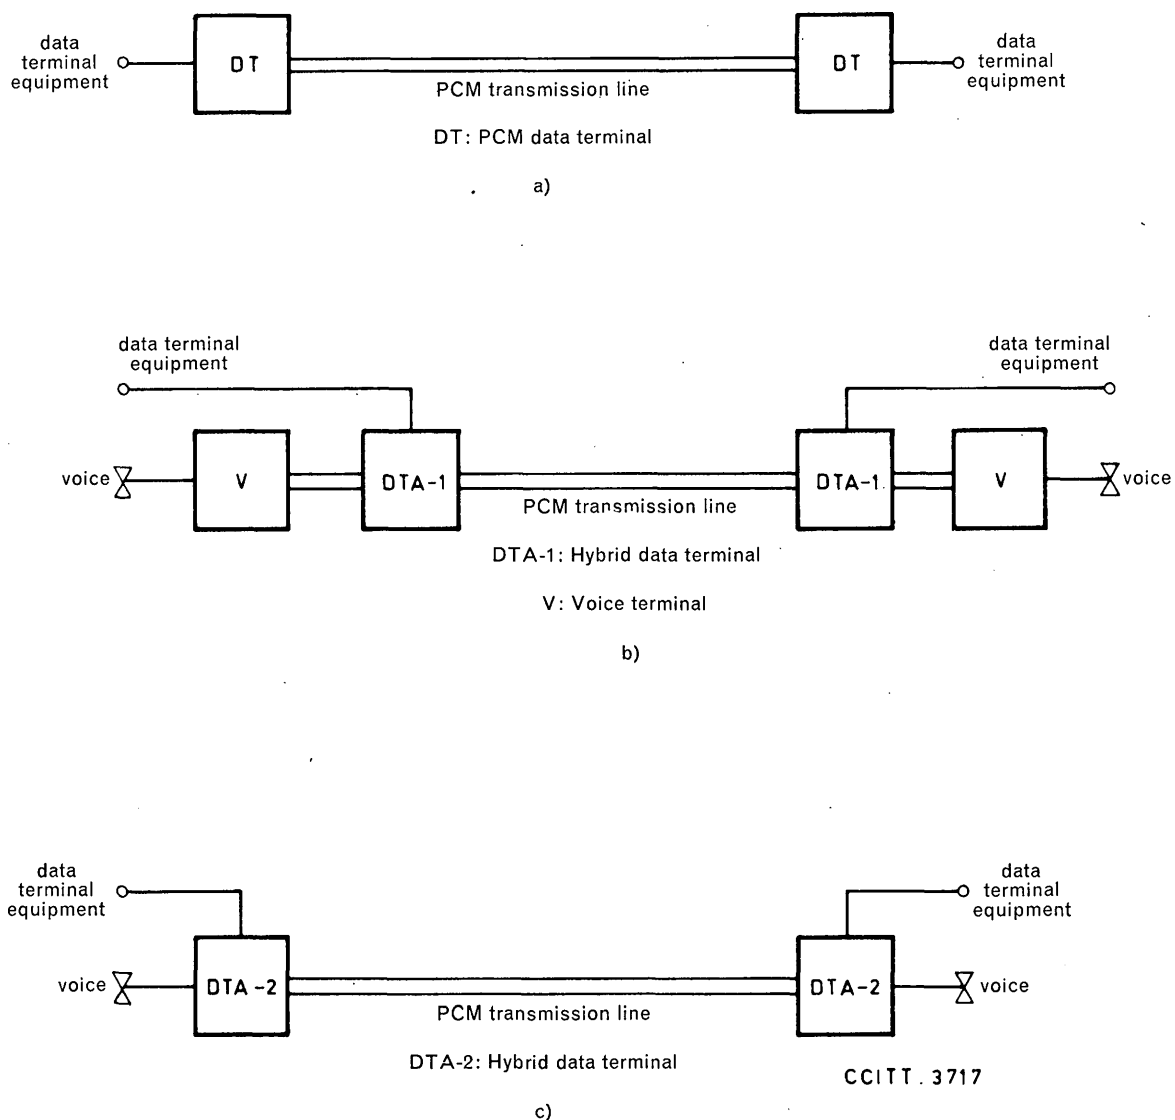 data
terminal
equipment
DT
PCM transmission line
DT
data
terminal
equipment
DT: PCM data terminal
a)
data terminal
equipment
data terminal
equipment
voice
V
DTA-1
PCM transmission line
DTA-1
V
voice
DTA-1: Hybrid data terminal
V: Voice terminal
b)
data
terminal
equipment
data
terminal
equipment
voice
DTA-2
PCM transmission line
DTA-2
voice
DTA-2: Hybrid data terminal
CCITT. 3717
c)